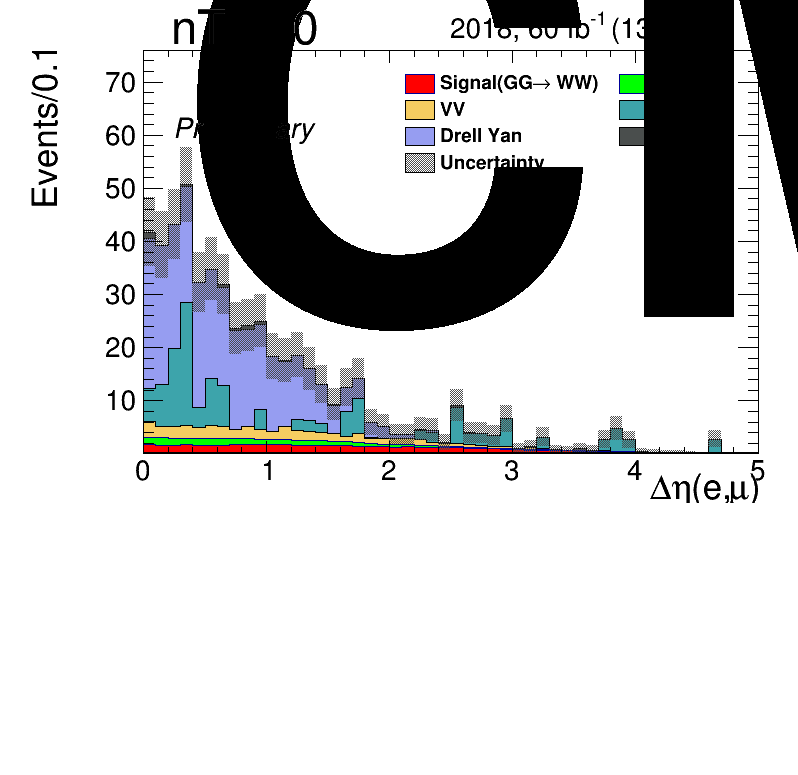 CM
2018, 60 fb-1 (13
Events/0.1
70
Signal(GG→ WW)
VV
60
Drell Yan
Uncertainty
50
40
30
20
10
0 1 2 3 4 5
Δη(e,μ)